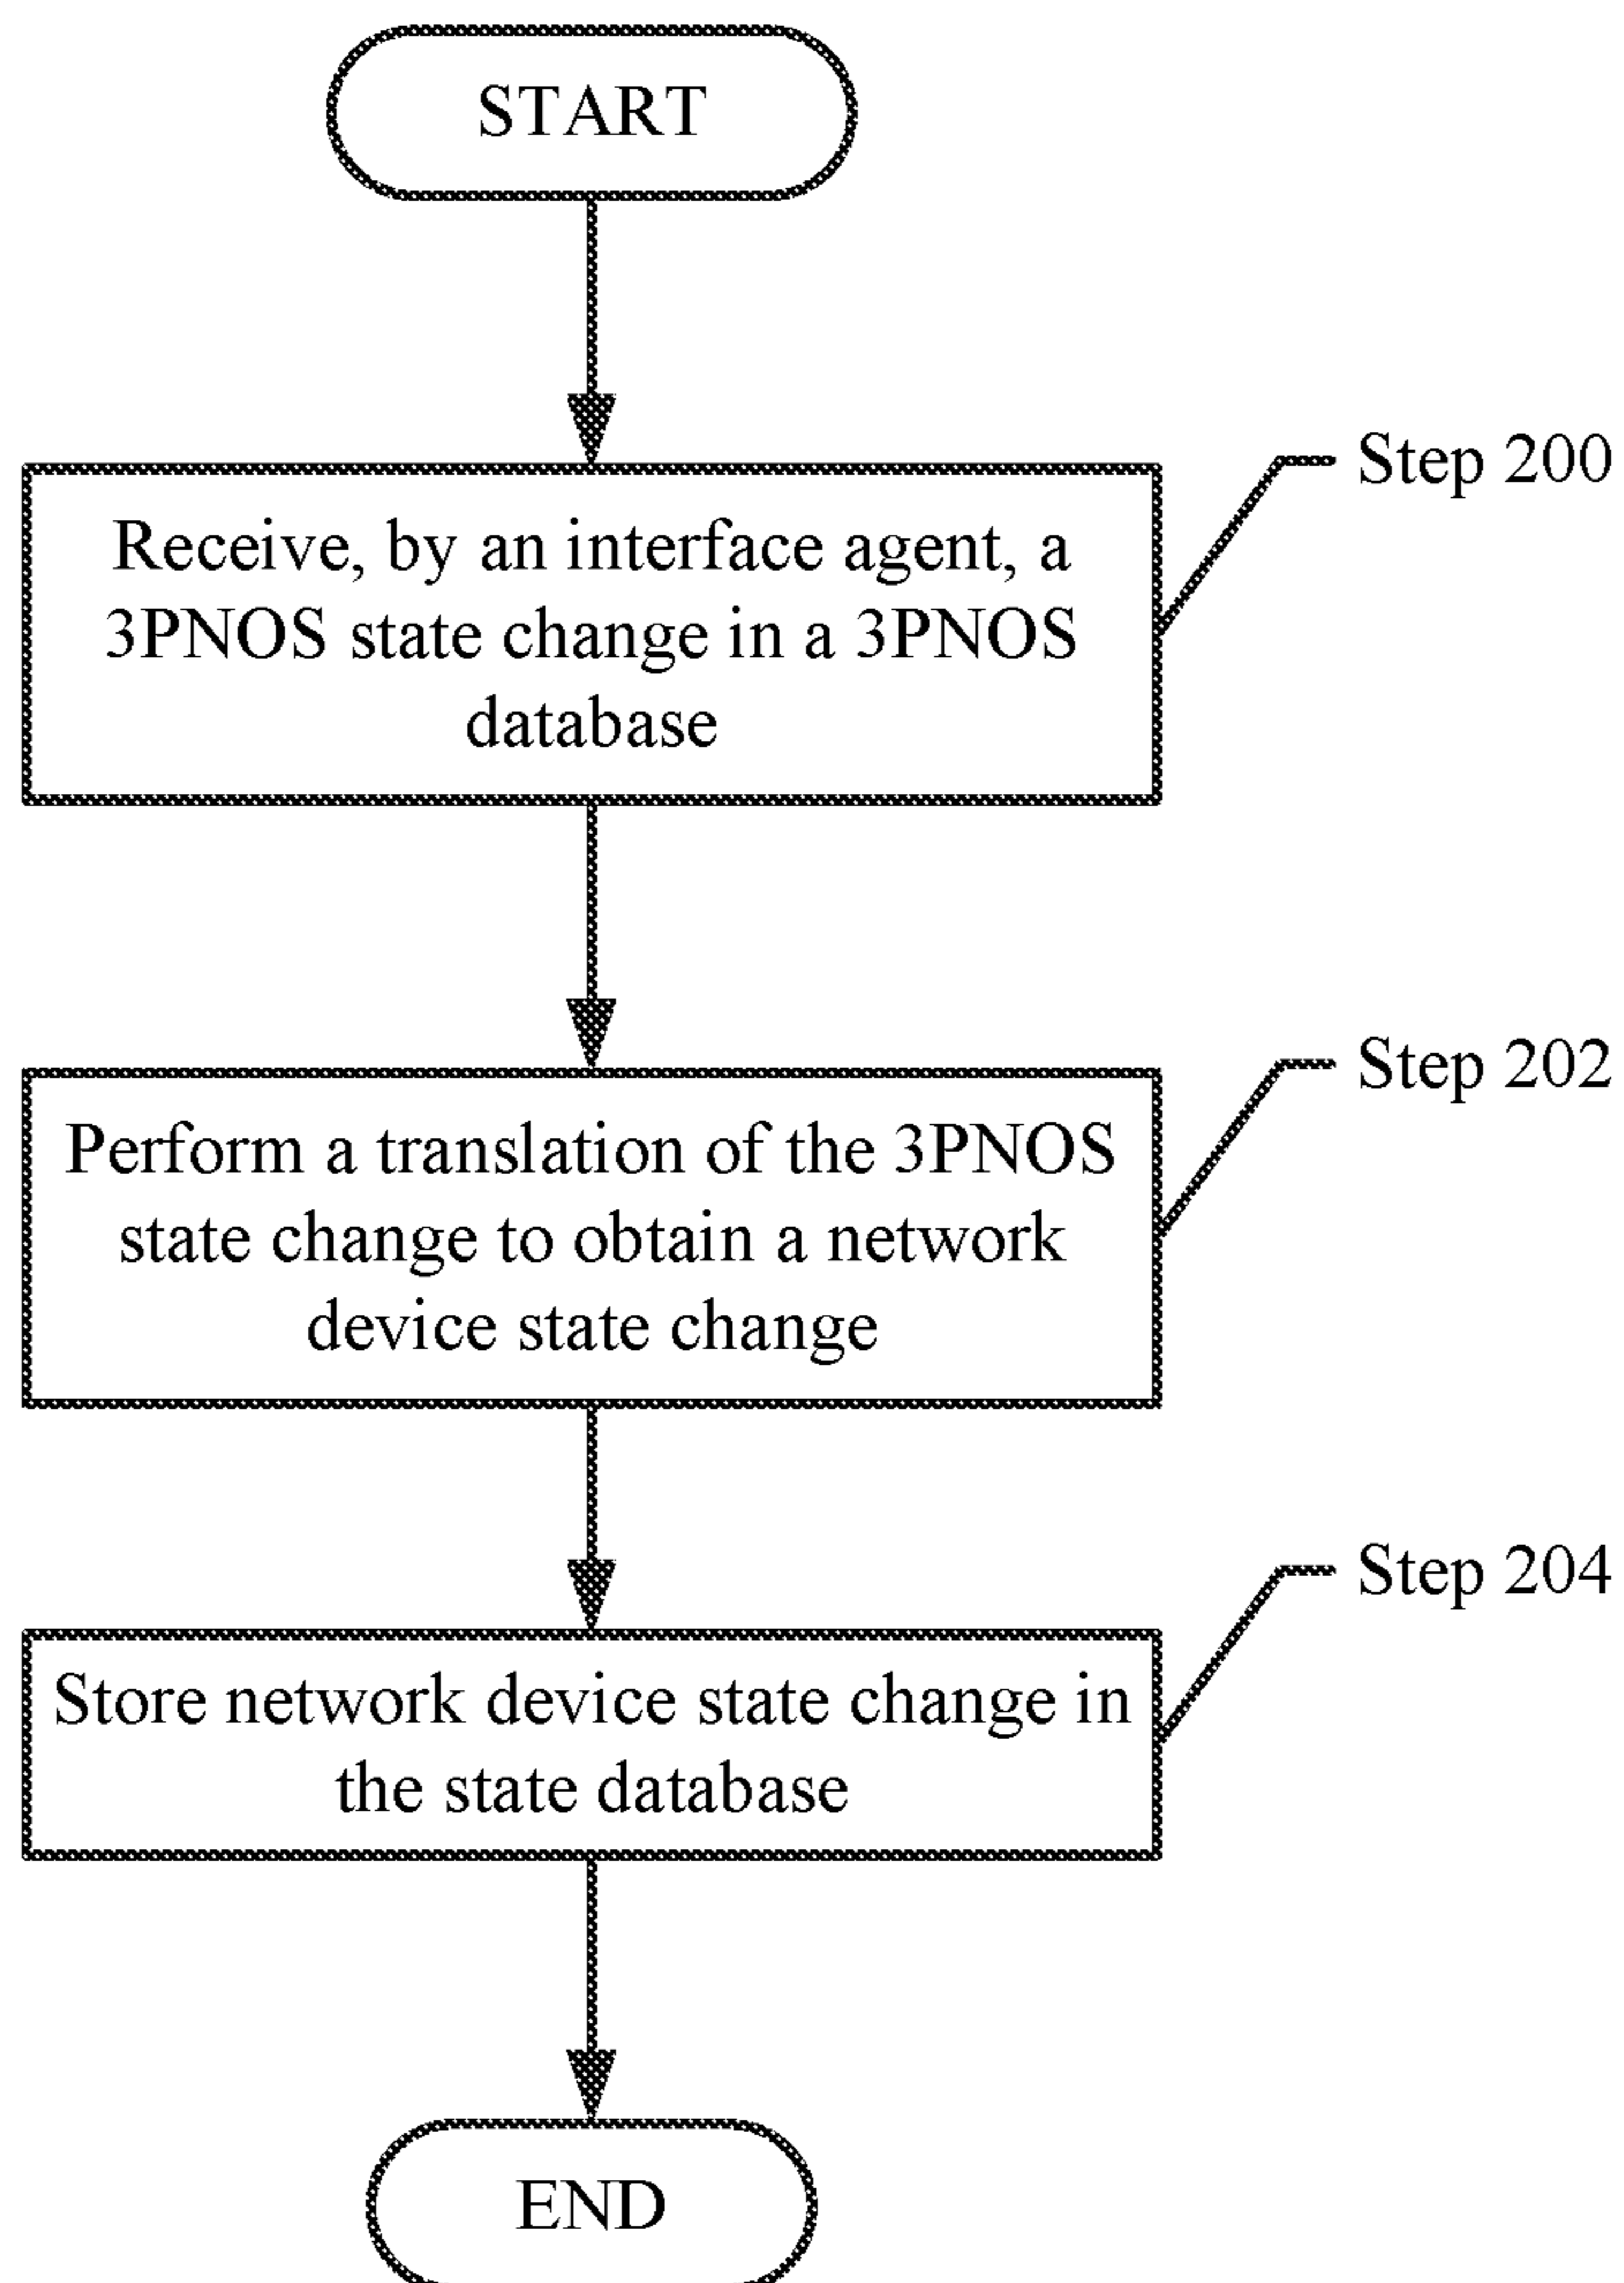 START
Step 200
Receive, by an interface agent, a
3PNOS state change in a 3PNOS
database
Step 202
Perform a translation of the 3PNOS
state change to obtain a network
device state change
Step 204
Store network device state change in
the state database
END